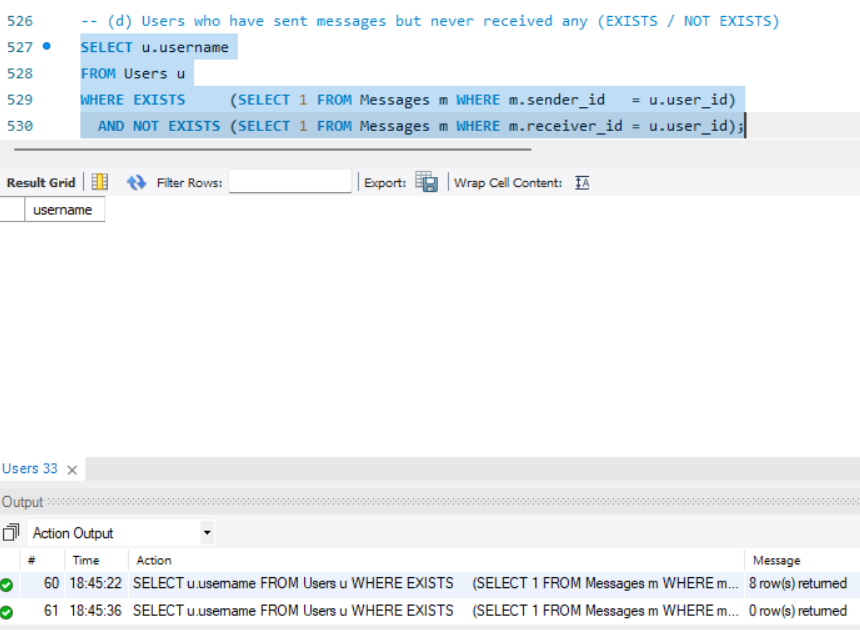 526 -- (d) Users who have sent messages but never received any (EXISTS / NOT EXISTS)
527 SELECT u.username
528 FROM Users u
529 WHERE EXISTS (SELECT 1 FROM Messages m WHERE m.sender_id = u.user_id)
530 AND NOT EXISTS (SELECT 1 FROM Messages m WHERE m.receiver_id = u.user_id);
Result Grid Filter Rows: Export: Wrap Cell Content: IA
username
Users 33 ×
Output
Action Output
# Time Action Message
60 18:45:22 SELECT u.username FROM Users u WHERE EXISTS (SELECT 1 FROM Messages m WHERE m... 8 row(s) returned
61 18:45:36 SELECT u.username FROM Users u WHERE EXISTS (SELECT 1 FROM Messages m WHERE m... 0 row(s) returned